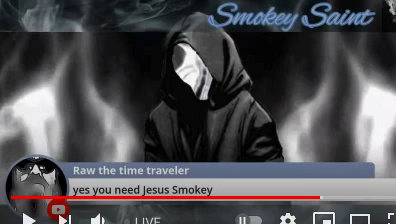 Smokey Saint
Raw the time traveler
yes you need Jesus Smokey
LIVE